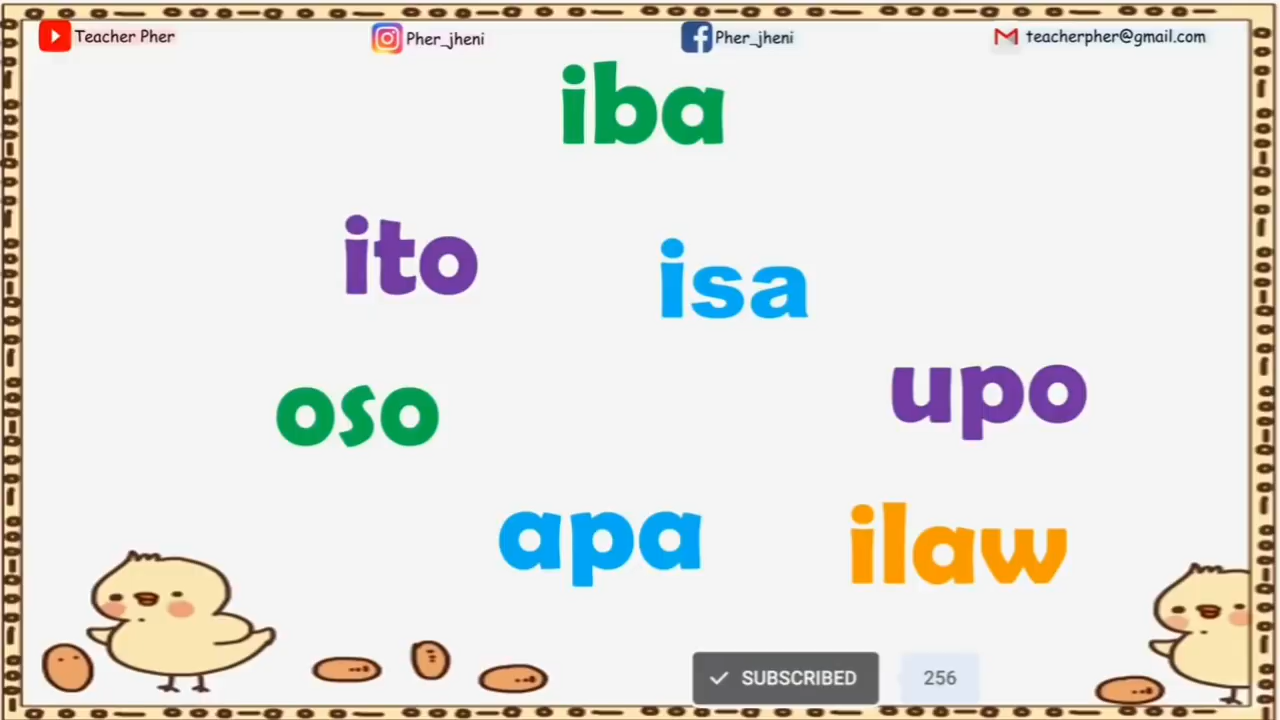 Teacher Pher
Pher_jheni
Pher_jheni
teacherpher@gmail.com
iba
ito
isa
oso
upo
apa
ilaw
SUBSCRIBED
256